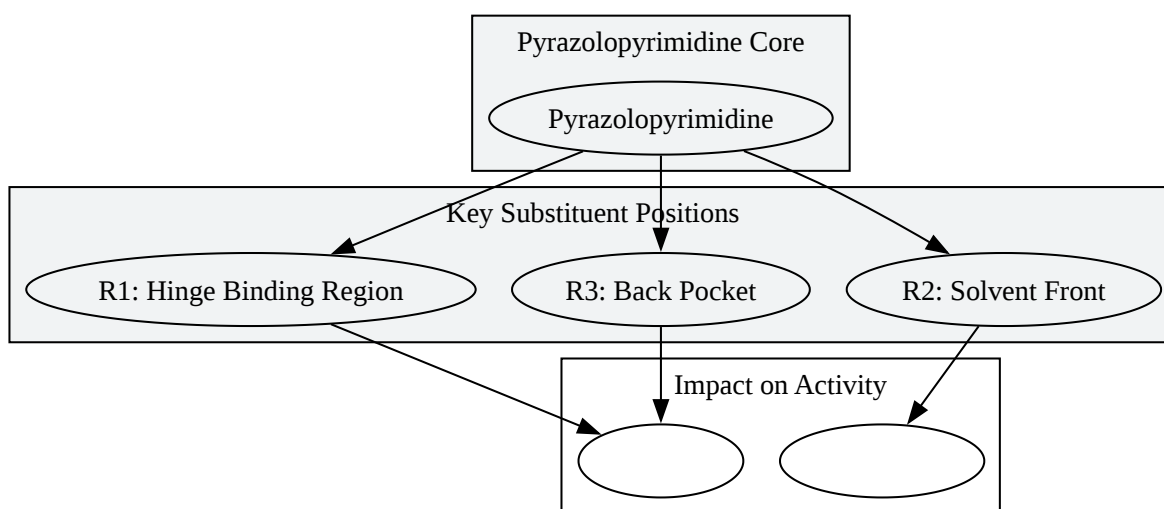 Pyrazolopyrimidine Core
Pyrazolopyrimidine
Key Substituent Positions
R1: Hinge Binding Region
R3: Back Pocket
R2: Solvent Front
Impact on Activity